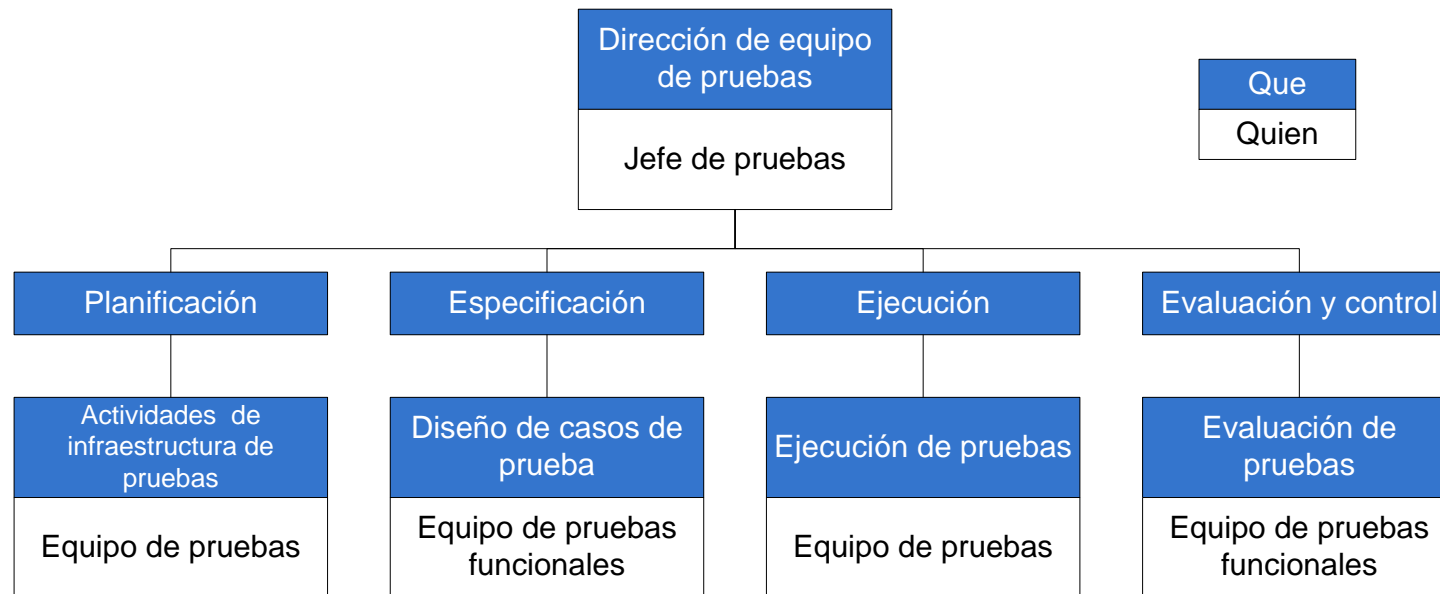 Dirección de equipo
de pruebas
Jefe de pruebas
Que
Quien
Planificación
Especificación
Ejecución
Evaluación y control
Actividades de
infraestructura de
pruebas
Equipo de pruebas
Diseño de casos de
prueba
Equipo de pruebas
funcionales
Ejecución de pruebas
Equipo de pruebas
Evaluación de
pruebas
Equipo de pruebas
funcionales